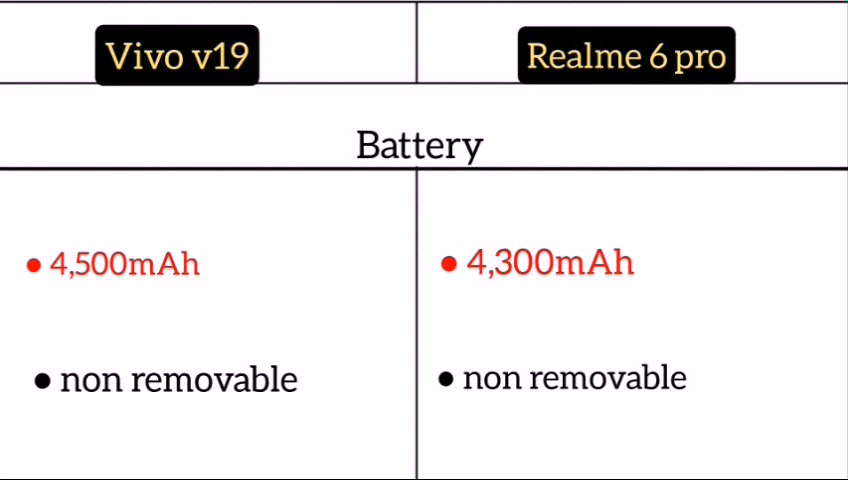 Vivo v19
Realme 6 pro
Battery
• 4,500mAh
• 4,300mAh
• non removable
• non removable